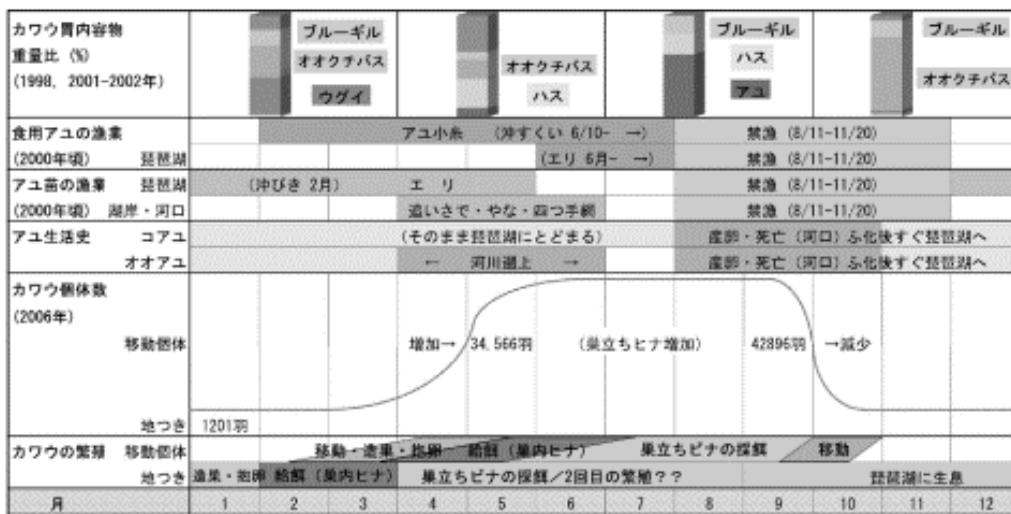 カワウ胃内容物
重量比 (%)
(1998, 2001-2002年)
ブルーギル
オオクチバス
ウグイ
オオクチバス
ハス
ブルーギル
ハス
アユ
ブルーギル
オオクチバス
食用アユの漁業
アユ小糸 (沖すくい 6/10- →)
禁漁 (8/11-11/20)
(2000年頃) 琵琶湖
(エリ 6月- →)
禁漁 (8/11-11/20)
アユ苗の漁業 琵琶湖
(沖びき 2月) エリ
禁漁 (8/11-11/20)
(2000年頃) 湖岸・河口
追いさで・やな・四つ手網
禁漁 (8/11-11/20)
アユ生活史 コアユ
(そのまま琵琶湖にとどまる)
産卵・死亡 (河口) ふ化後すぐ琵琶湖へ
オオアユ
← 河川遡上 →
産卵・死亡 (河口) ふ化後すぐ琵琶湖へ
カワウ個体数
(2006年)
移動個体
増加→ 34,566羽 (巣立ちヒナ増加) 42896羽 →減少
地つき 1201羽
カワウの繁殖 移動個体
移動・造巣・抱卵 給餌 (巣内ヒナ) 巣立ちビナの採餌 移動
地つき 造巣・抱卵 給餌 (巣内ヒナ) 巣立ちビナの採餌/2回目の繁殖?? 琵琶湖に生息
月 1 2 3 4 5 6 7 8 9 10 11 12